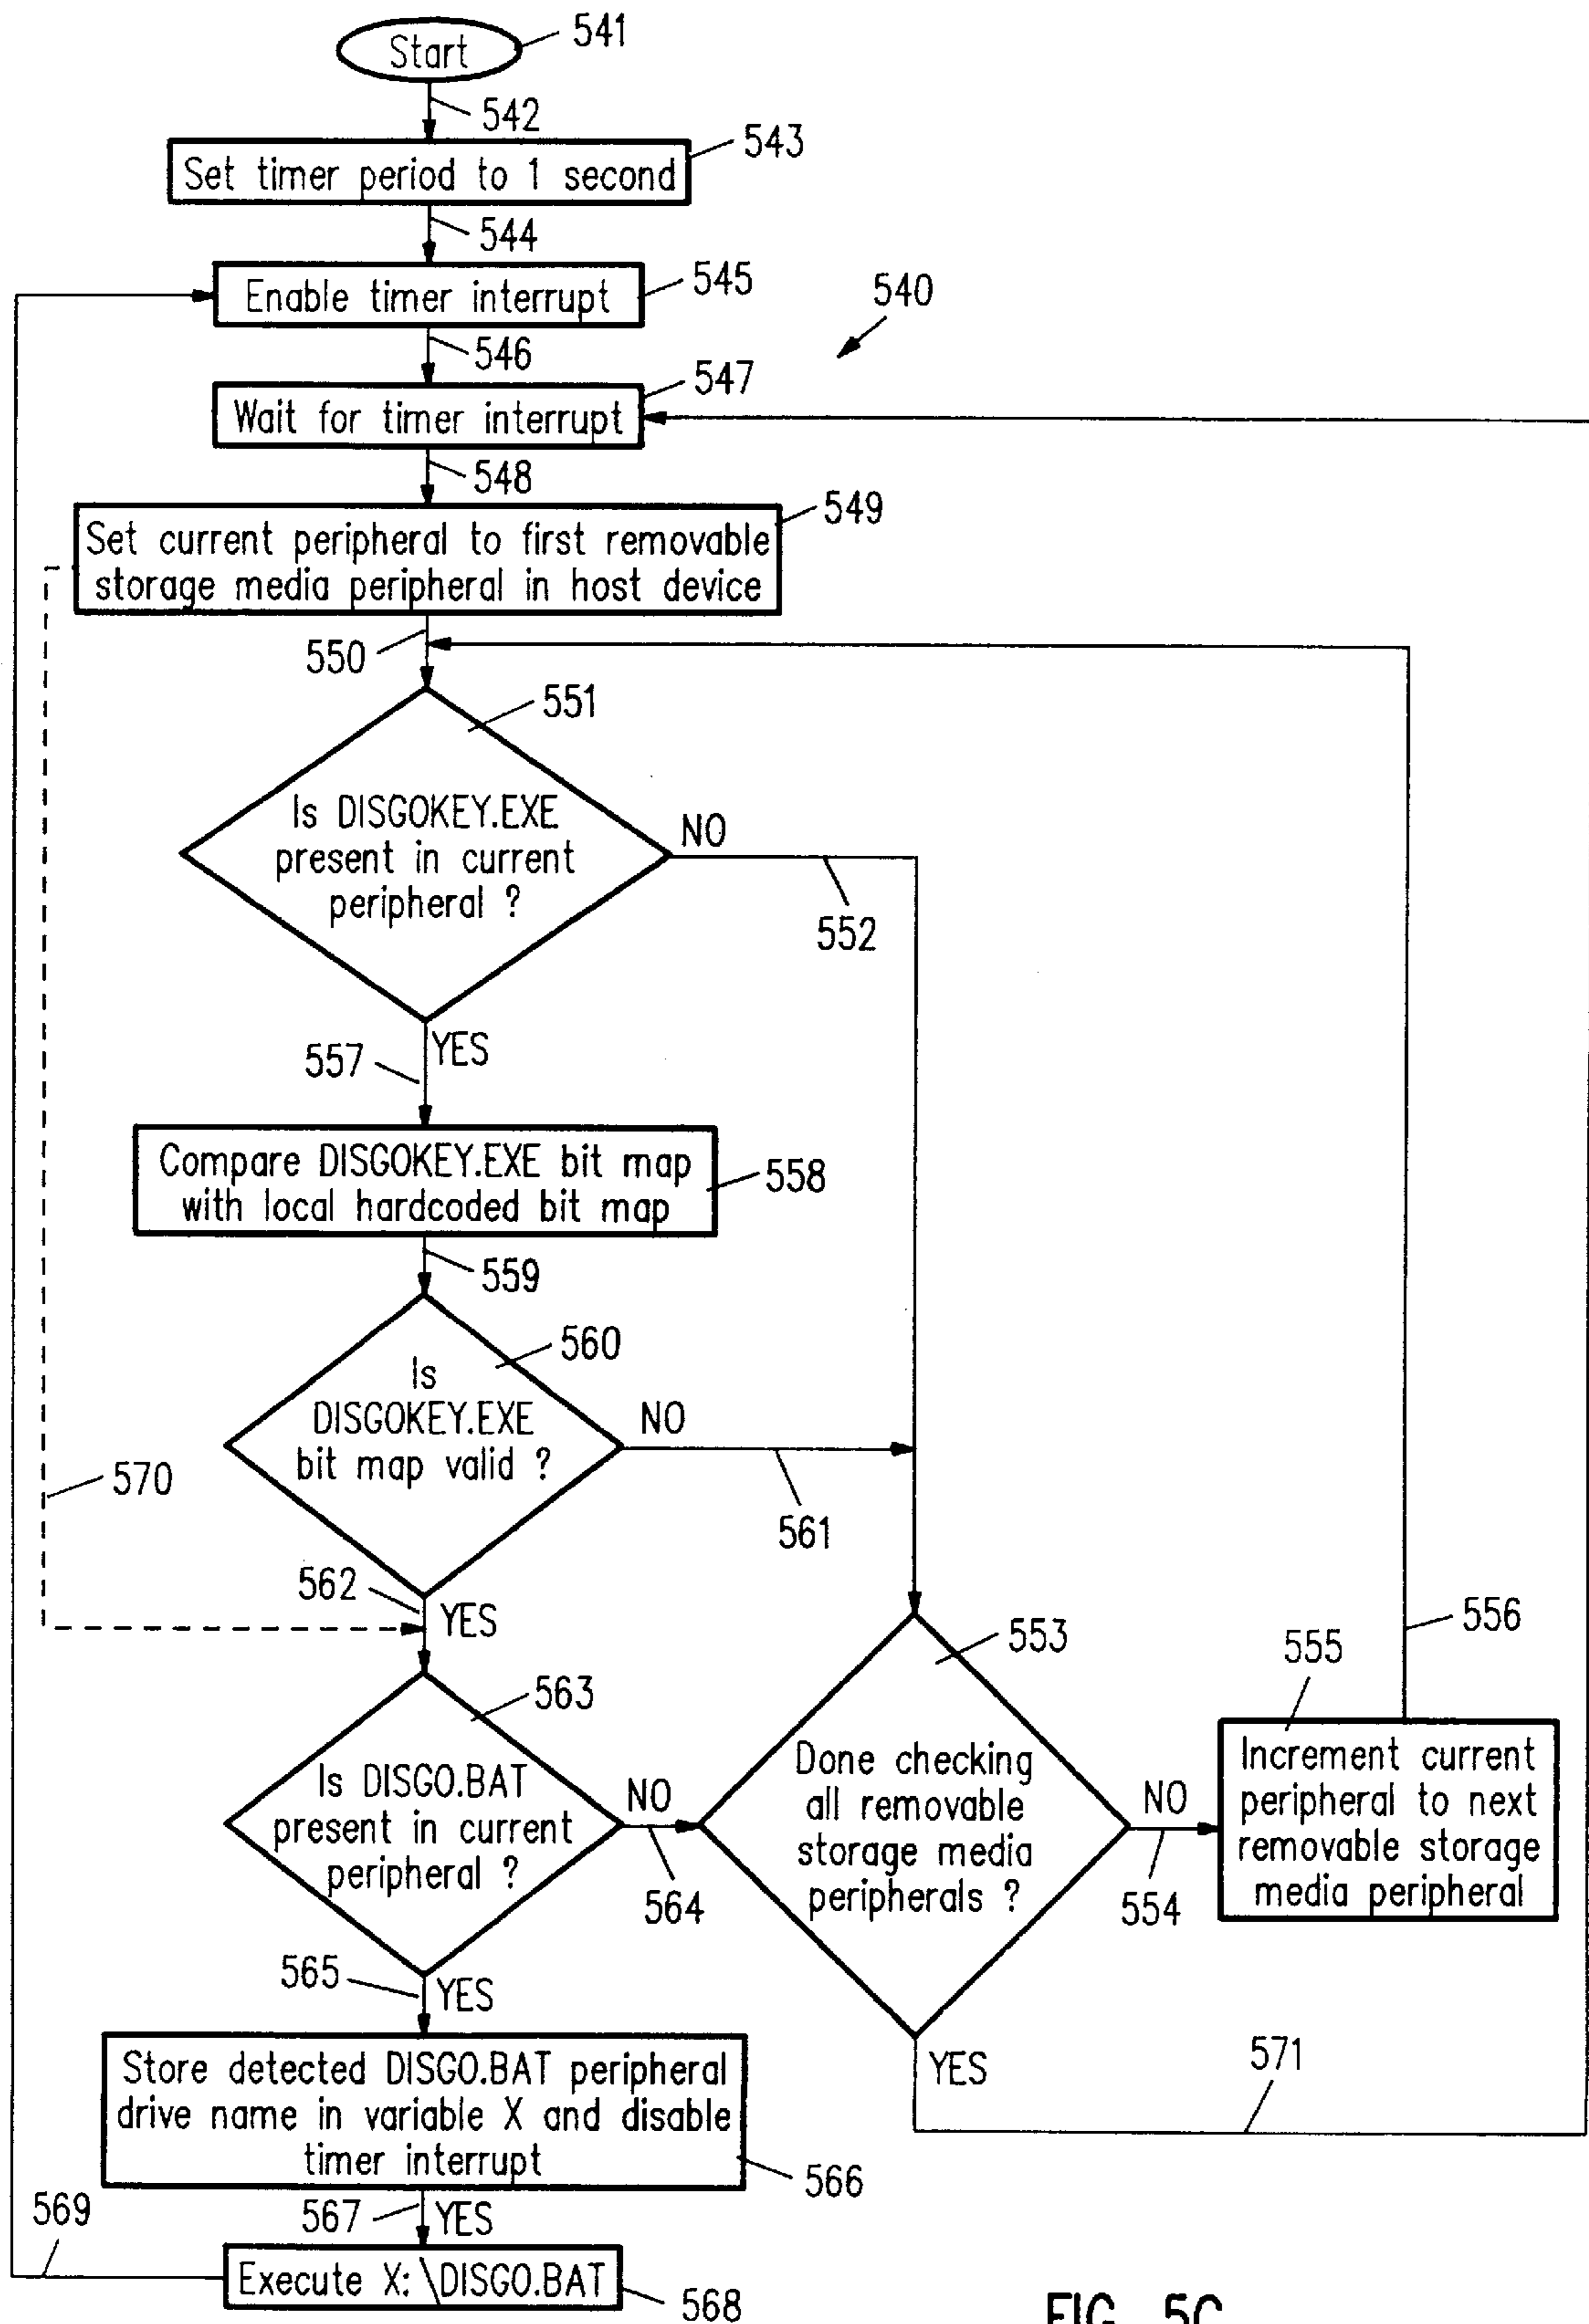 Start
541
542
543
Set timer period to 1 second
544
545
Enable timer interrupt
540
546
547
Wait for timer interrupt
548
549
Set current peripheral to first removable
storage media peripheral in host device
550
551
Is DISGOKEY.EXE
present in current
peripheral ?
NO
552
YES
557
Compare DISGOKEY.EXE bit map
with local hardcoded bit map
558
559
560
Is
DISGOKEY.EXE
bit map valid ?
NO
561
570
562
YES
563
Is DISGO.BAT
present in current
peripheral ?
NO
564
553
Done checking
all removable
storage media
peripherals ?
NO
554
555
556
Increment current
peripheral to next
removable storage
media peripheral
565
YES
YES
571
Store detected DISGO.BAT peripheral
drive name in variable X and disable
timer interrupt
566
567
YES
569
Execute X: \DISGO.BAT
568
FIG. 5C